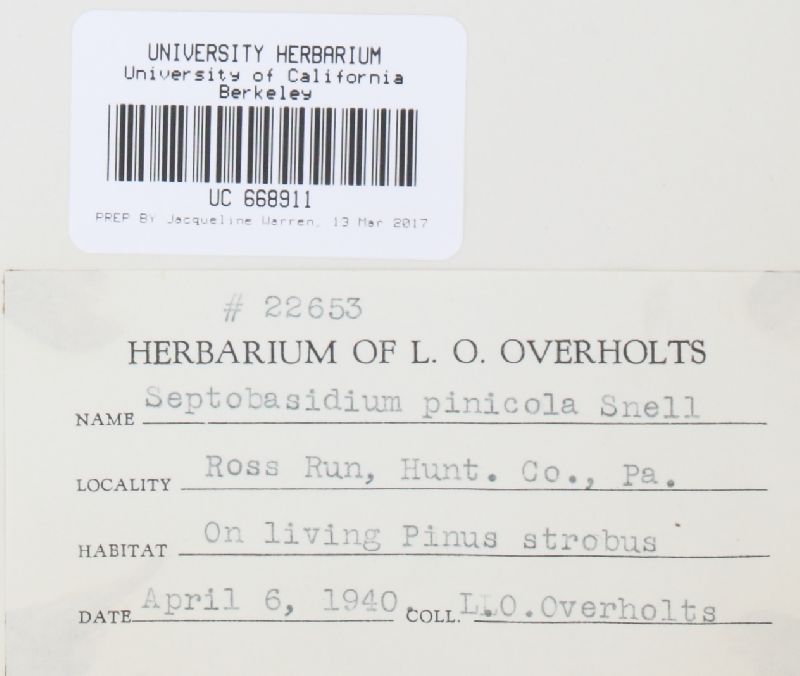 UNIVERSITY HERBARIUM
University of California
Berkeley
UC 668911
PREP BY Jacqueline Warren, 13 Mar 2017
# 22653
HERBARIUM OF L. O. OVERHOLTS
NAME Septobasidium pinicola Snell
LOCALITY Ross Run, Hunt. Co., Pa.
HABITAT On living Pinus strobus
DATE April 6, 1940. COLL. L.O.Overholts